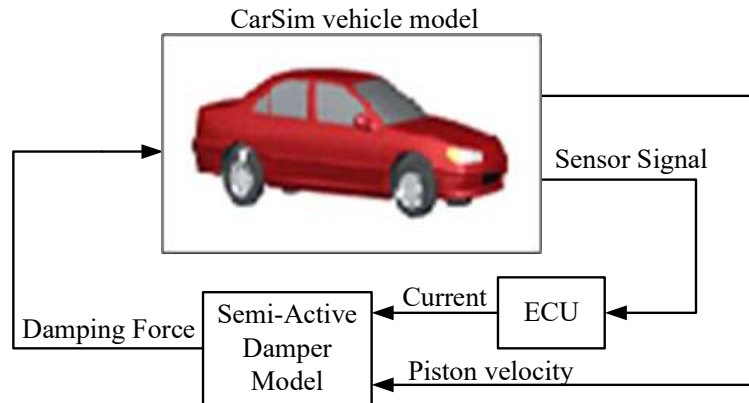 CarSim vehicle model
Sensor Signal
Current
ECU
Damping Force
Semi-Active
Damper
Model
Piston velocity